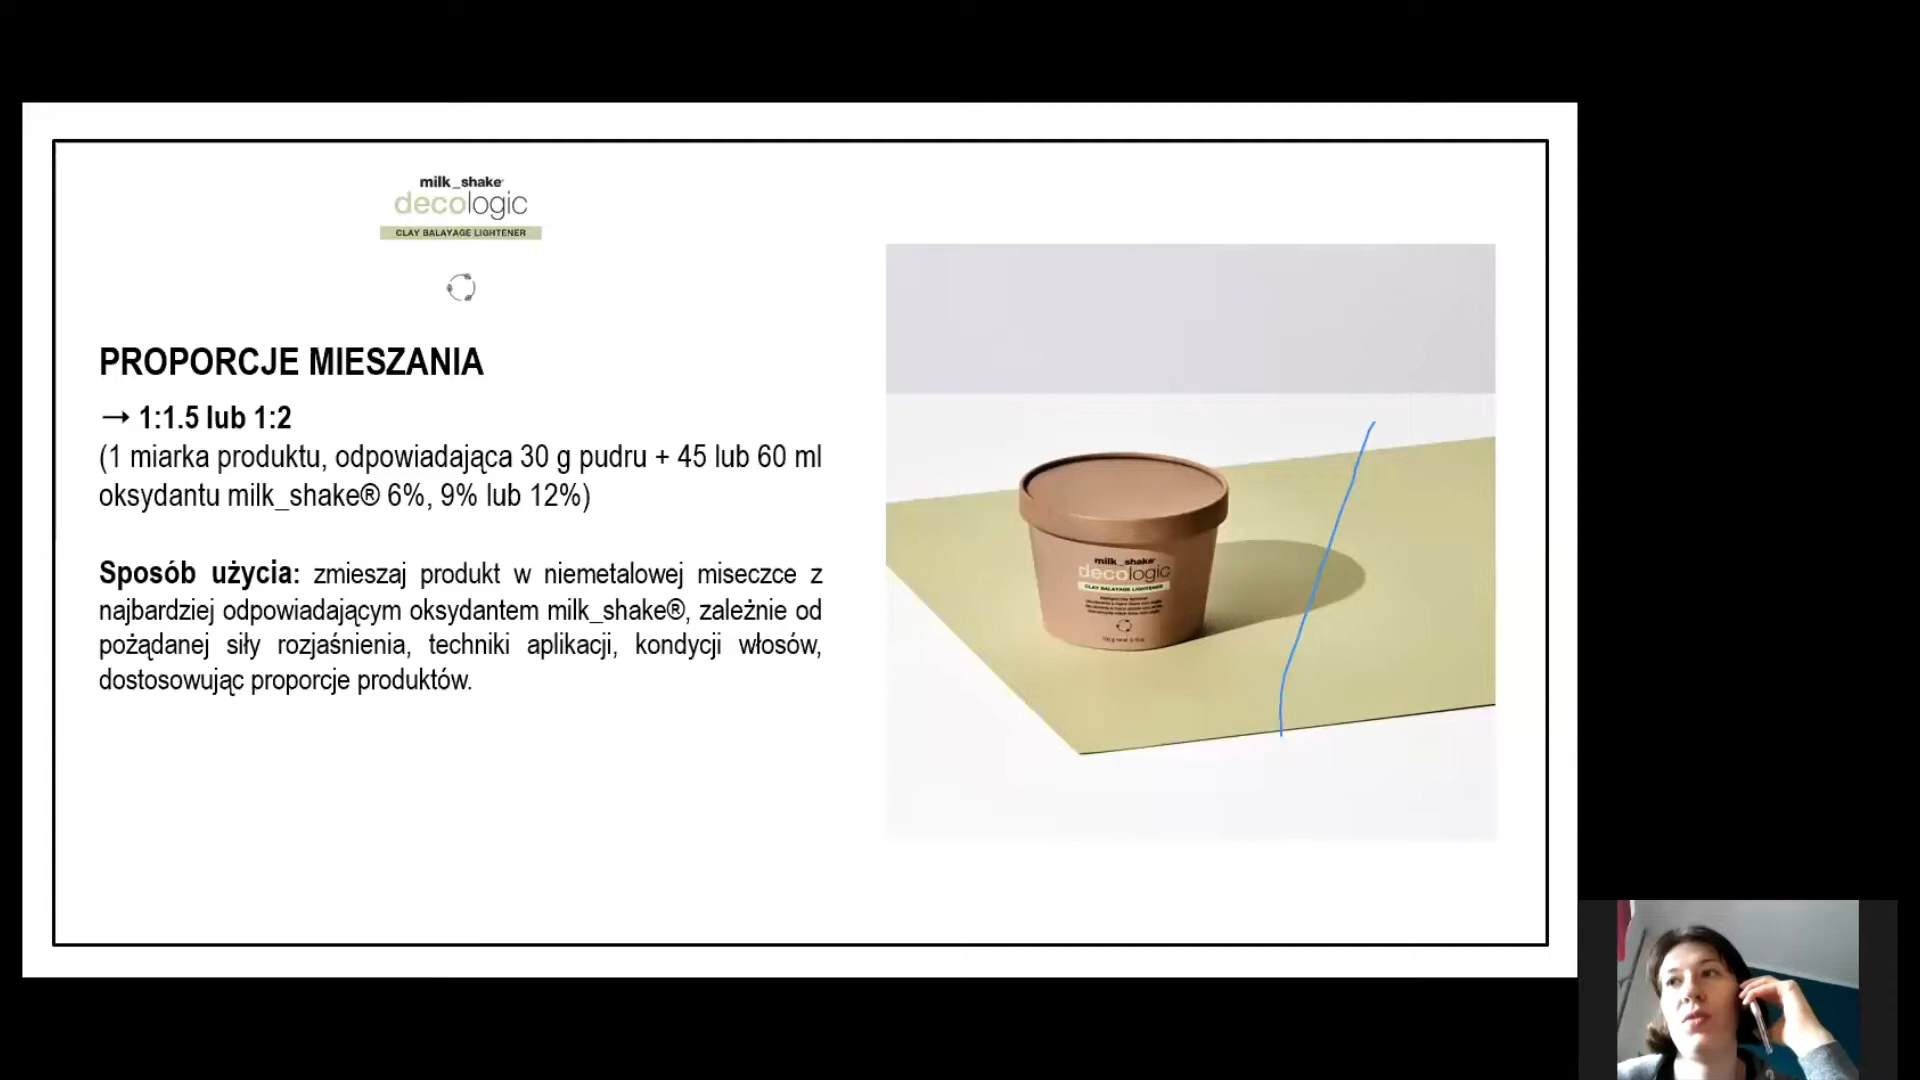 milk_shake
decologic
CLAY BALAYAGE LIGHTENER
PROPORCJE MIESZANIA
→ 1:1.5 lub 1:2
(1 miarka produktu, odpowiadająca 30 g pudru + 45 lub 60 ml
oksydantu milk_shake® 6%, 9% lub 12%)
Sposób użycia: zmieszaj produkt w niemetalowej miseczce z
najbardziej odpowiadającym oksydantem milk_shake®, zależnie od
pożądanej siły rozjaśnienia, techniki aplikacji, kondycji włosów,
dostosowując proporcje produktów.
milk_shake
decologic
CLAY BALAYAGE LIGHTENER